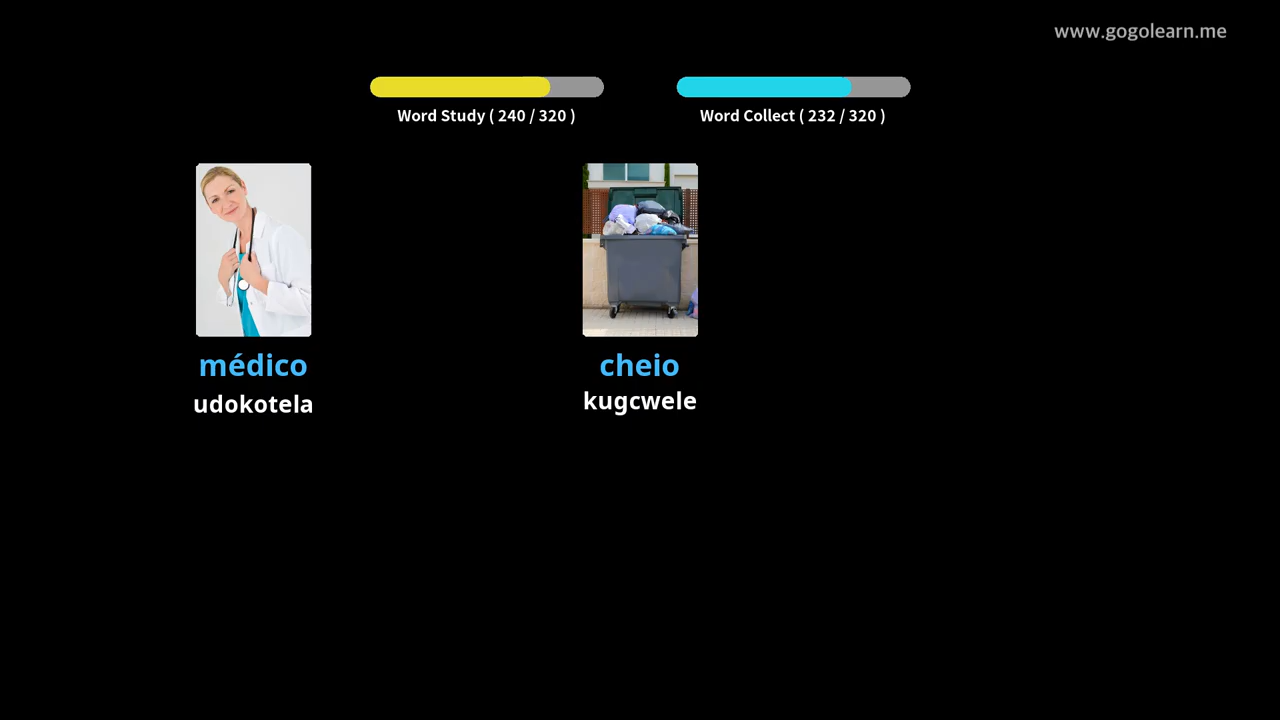 www.gogolearn.me
Word Study ( 240 / 320 )
Word Collect ( 232 / 320 )
médico
udokotela
cheio
kugcwele